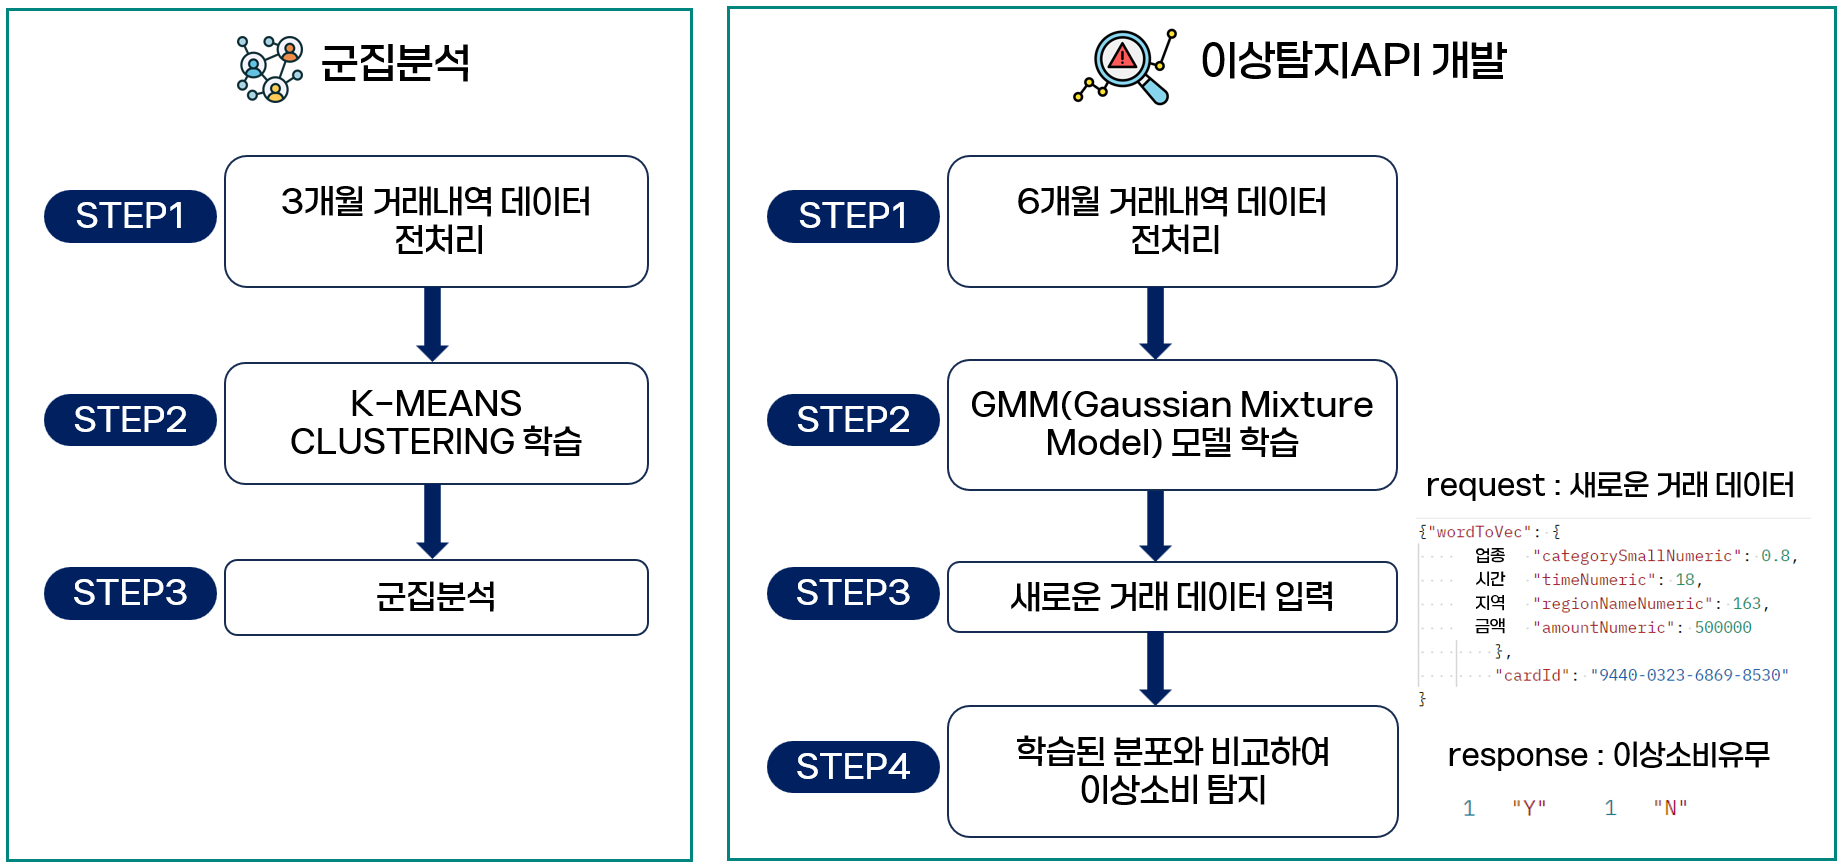 군집분석
STEP1
3개월 거래내역 데이터
전처리
STEP2
K-MEANS
CLUSTERING 학습
STEP3
군집분석
이상탐지API 개발
STEP1
6개월 거래내역 데이터
전처리
STEP2
GMM(Gaussian Mixture
Model) 모델 학습
STEP3
새로운 거래 데이터 입력
STEP4
학습된 분포와 비교하여
이상소비 탐지
request : 새로운 거래 데이터
{"wordToVec": {
업종 "categorySmallNumeric": 0.8,
시간 "timeNumeric": 18,
지역 "regionNameNumeric": 163,
금액 "amountNumeric": 500000
},
"cardId": "9440-0323-6869-8530"
}
response : 이상소비유무
1 "Y" 1 "N"